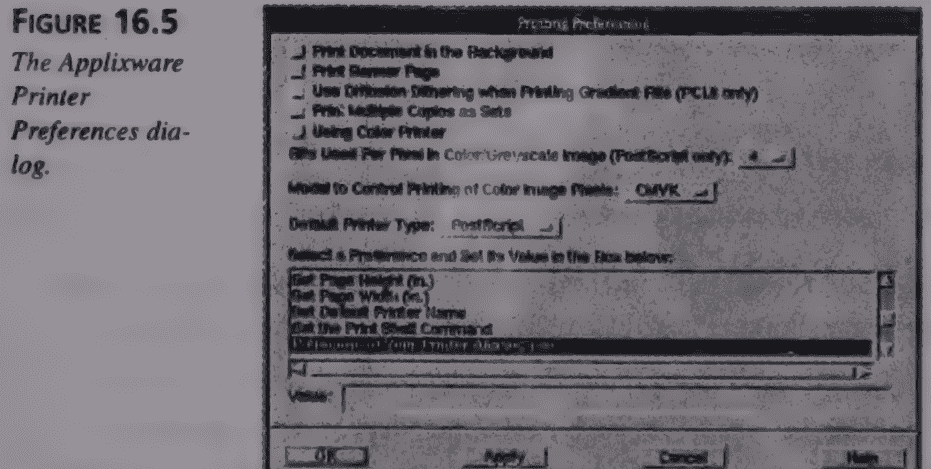 FIGURE 16.5
The Applixware
Printer
Preferences dia-
log.
Printing Preferences
Print Document in the Background
Print Banner Page
Use Diffusion Dithering when Printing Gradient Fills (PCL5 only)
Print Multiple Copies as Sets
Using Color Printer
Bits Used Per Pixel in Color/Greyscale Image (PostScript only): 4
Model to Control Printing of Color Image Pixels: CMYK
Default Printer Type: PostScript
Select a Preference and Set Its Value in the Box below:
Set Page Height (in.)
Set Page Width (in.)
Set Default Printer Name
Set the Print Shell Command
Your Printer
Value:
OK
Apply
Cancel
Help